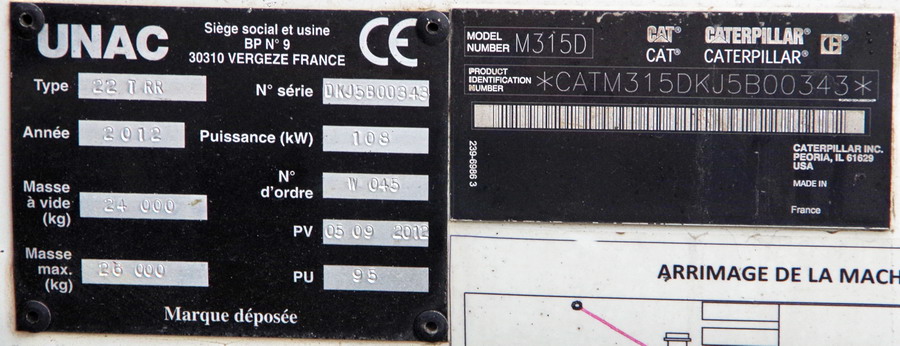 UNAC
Siège social et usine
BP N° 9
30310 VERGEZE FRANCE
CE
Type 22 T RR
N° série DKJ5B00343
Année 2012
Puissance (kW) 108
Masse à vide (kg) 24 000
N° d'ordre W 045
PV 05 09 2012
Masse max. (kg) 26 000
PU 95
Marque déposée
MODEL NUMBER M315D
CAT® CATERPILLAR®
CAT® CATERPILLAR®
PRODUCT IDENTIFICATION NUMBER *CATM315DKJ5B00343*
239-6986 3
CATERPILLAR INC.
PEORIA, IL 61629
USA
MADE IN
France
ARRIMAGE DE LA MACH